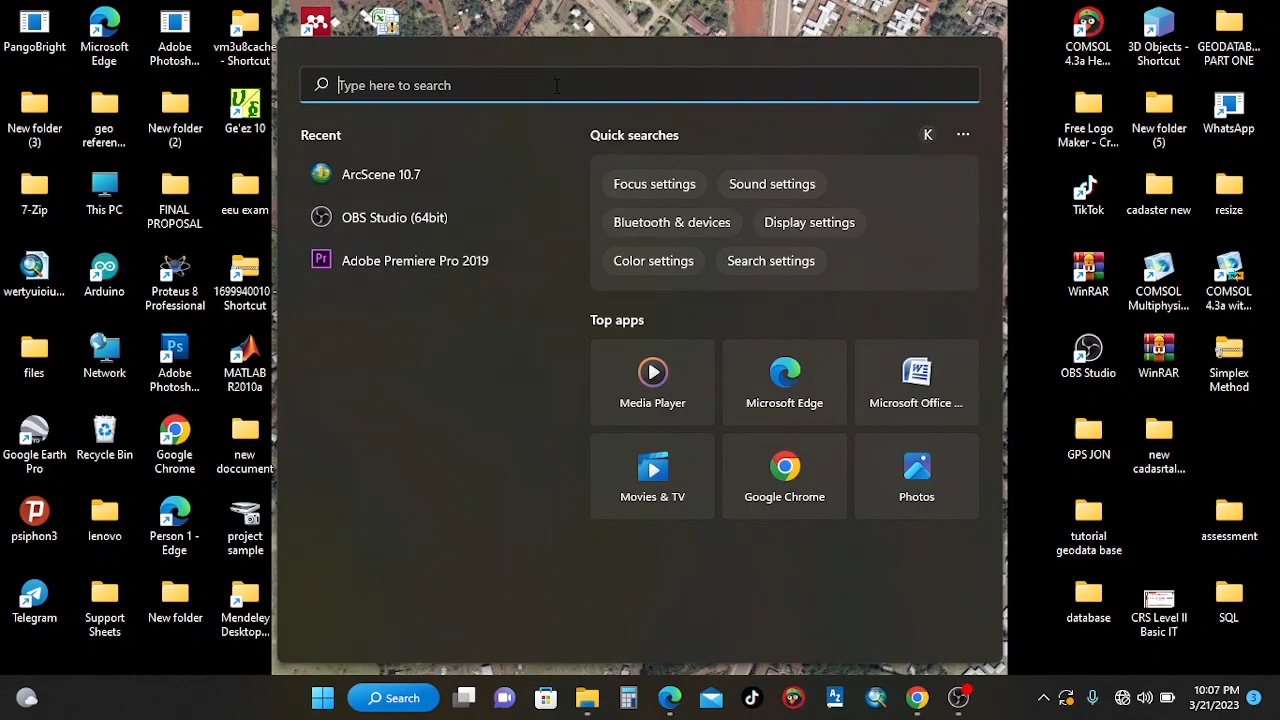 PangoBright
Microsoft
Edge
Adobe
Photosh...
vm3u8cache
- Shortcut
COMSOL
4.3a He...
3D Objects -
Shortcut
GEODATAB...
PART ONE
Type here to search
New folder
(3)
geo
referen...
New folder
(2)
Ge'ez 10
Free Logo
Maker - Cr...
New folder
(5)
WhatsApp
Recent
Quick searches
K
ArcScene 10.7
Focus settings
Sound settings
7-Zip
This PC
FINAL
PROPOSAL
eeu exam
TikTok
cadaster new
resize
OBS Studio (64bit)
Bluetooth & devices
Display settings
Adobe Premiere Pro 2019
Color settings
Search settings
wertyuioiu...
Arduino
Proteus 8
Professional
1699940010
Shortcut
WinRAR
COMSOL
Multiphysi...
COMSOL
4.3a wit...
Top apps
files
Network
Adobe
Photosh...
MATLAB
R2010a
OBS Studio
WinRAR
Simplex
Method
Media Player
Microsoft Edge
Microsoft Office ...
Google Earth
Pro
Recycle Bin
Google
Chrome
new
doccument
GPS JON
new
cadasrtal...
Movies & TV
Google Chrome
Photos
psiphon3
lenovo
Person 1 -
Edge
project
sample
tutorial
geodata base
assessment
Telegram
Support
Sheets
New folder
Mendeley
Desktop...
database
CRS Level II
Basic IT
SQL
Search
10:07 PM
3/21/2023
3